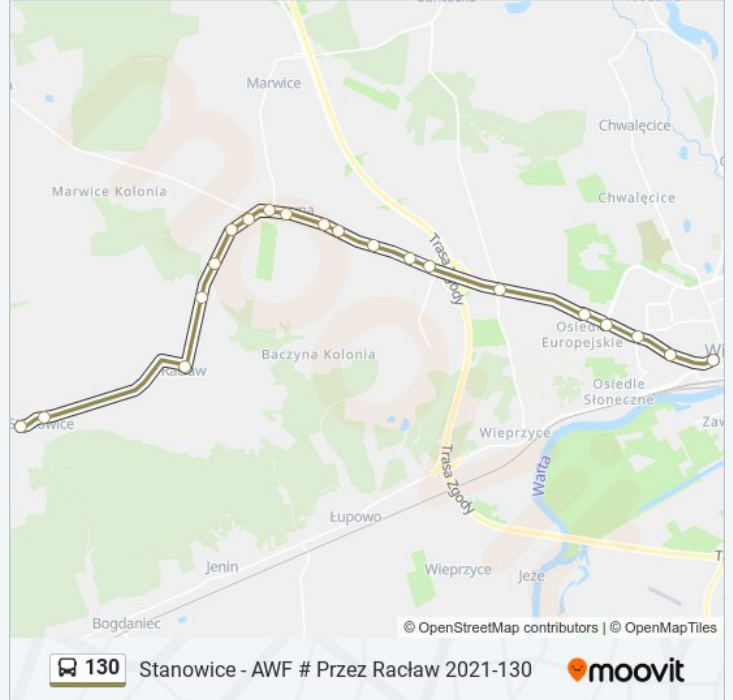 Marwice
Chwalęcice
Marwice Kolonia
Chwalęcice
Trasa Zgody
Osiedle
Europejskie
Baczyna Kolonia
Osiedle
Słoneczne
Wieprzyce
Trasa Zgody
Warta
Łupowo
Jenin
Wieprzyce
Jeże
Bogdaniec
© OpenStreetMap contributors | © OpenMapTiles
130 Stanowice - AWF # Przez Racław 2021-130 moovit